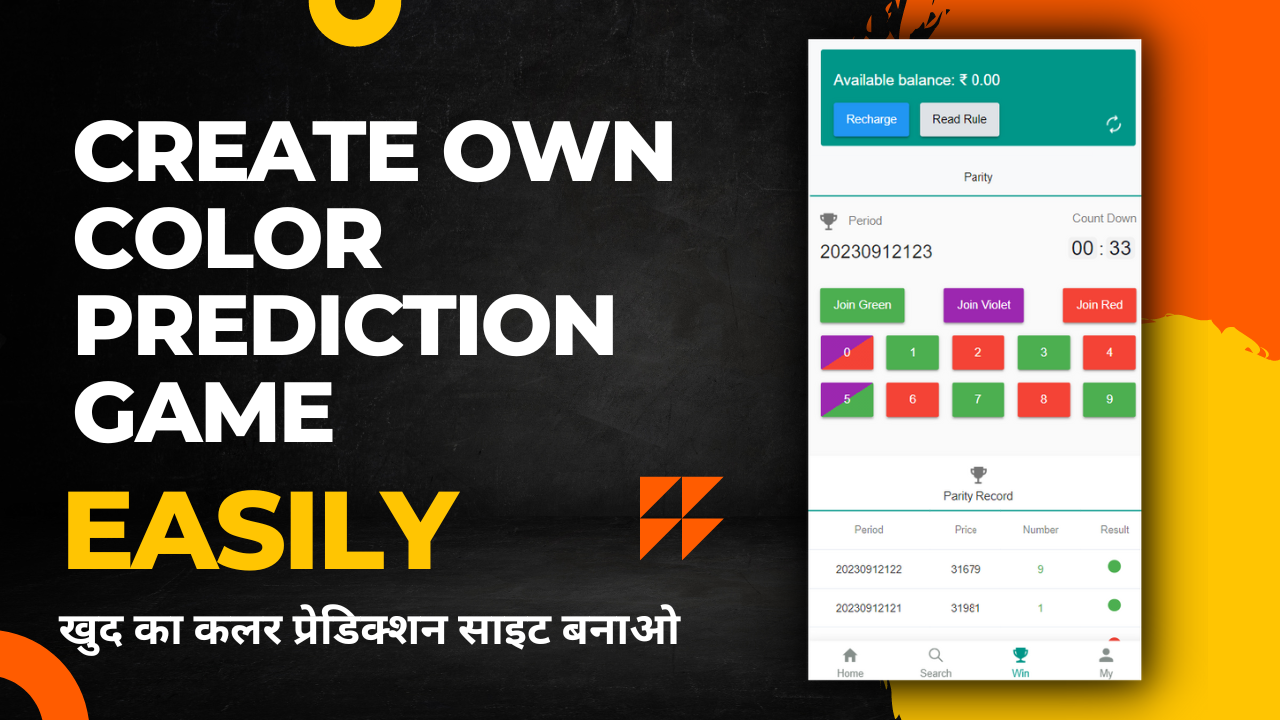 CREATE OWN
COLOR
PREDICTION
GAME
EASILY
खुद का कलर प्रेडिक्शन साइट बनाओ
Available balance: ₹ 0.00
Recharge Read Rule
Parity
Period Count Down
20230912123 00 : 33
Join Green Join Violet Join Red
0 1 2 3 4
5 6 7 8 9
Parity Record
Period Price Number Result
20230912122 31679 9
20230912121 31981 1
Home Search Win My